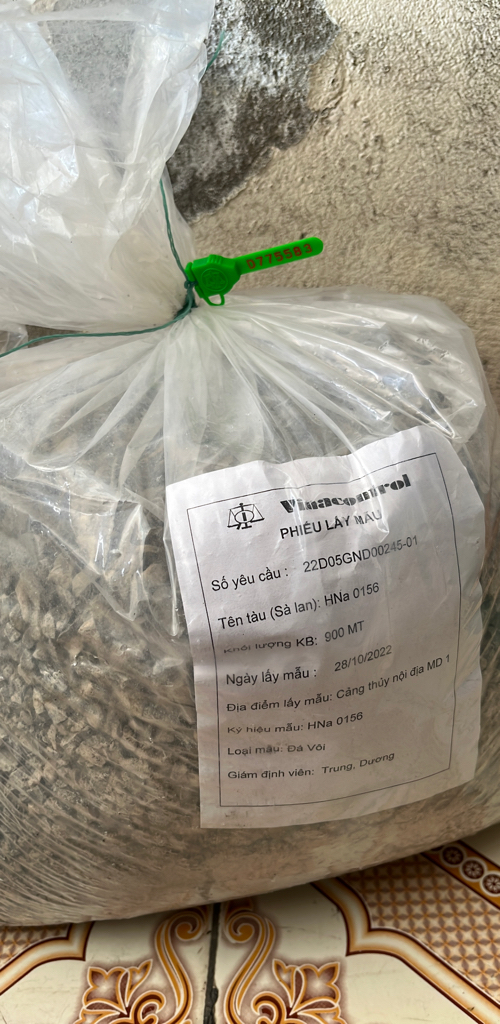 0775583
Vinacontrol
PHIẾU LẤY MẪU
Số yêu cầu : 22D05GND00245-01
Tên tàu (Sà lan): HNa 0156
Khối lượng KB: 900 MT
Ngày lấy mẫu : 28/10/2022
Địa điểm lấy mẫu: Cảng thủy nội địa MD 1
Ký hiệu mẫu: HNa 0156
Loại mẫu: Đá Vôi
Giám định viên: Trung, Dương